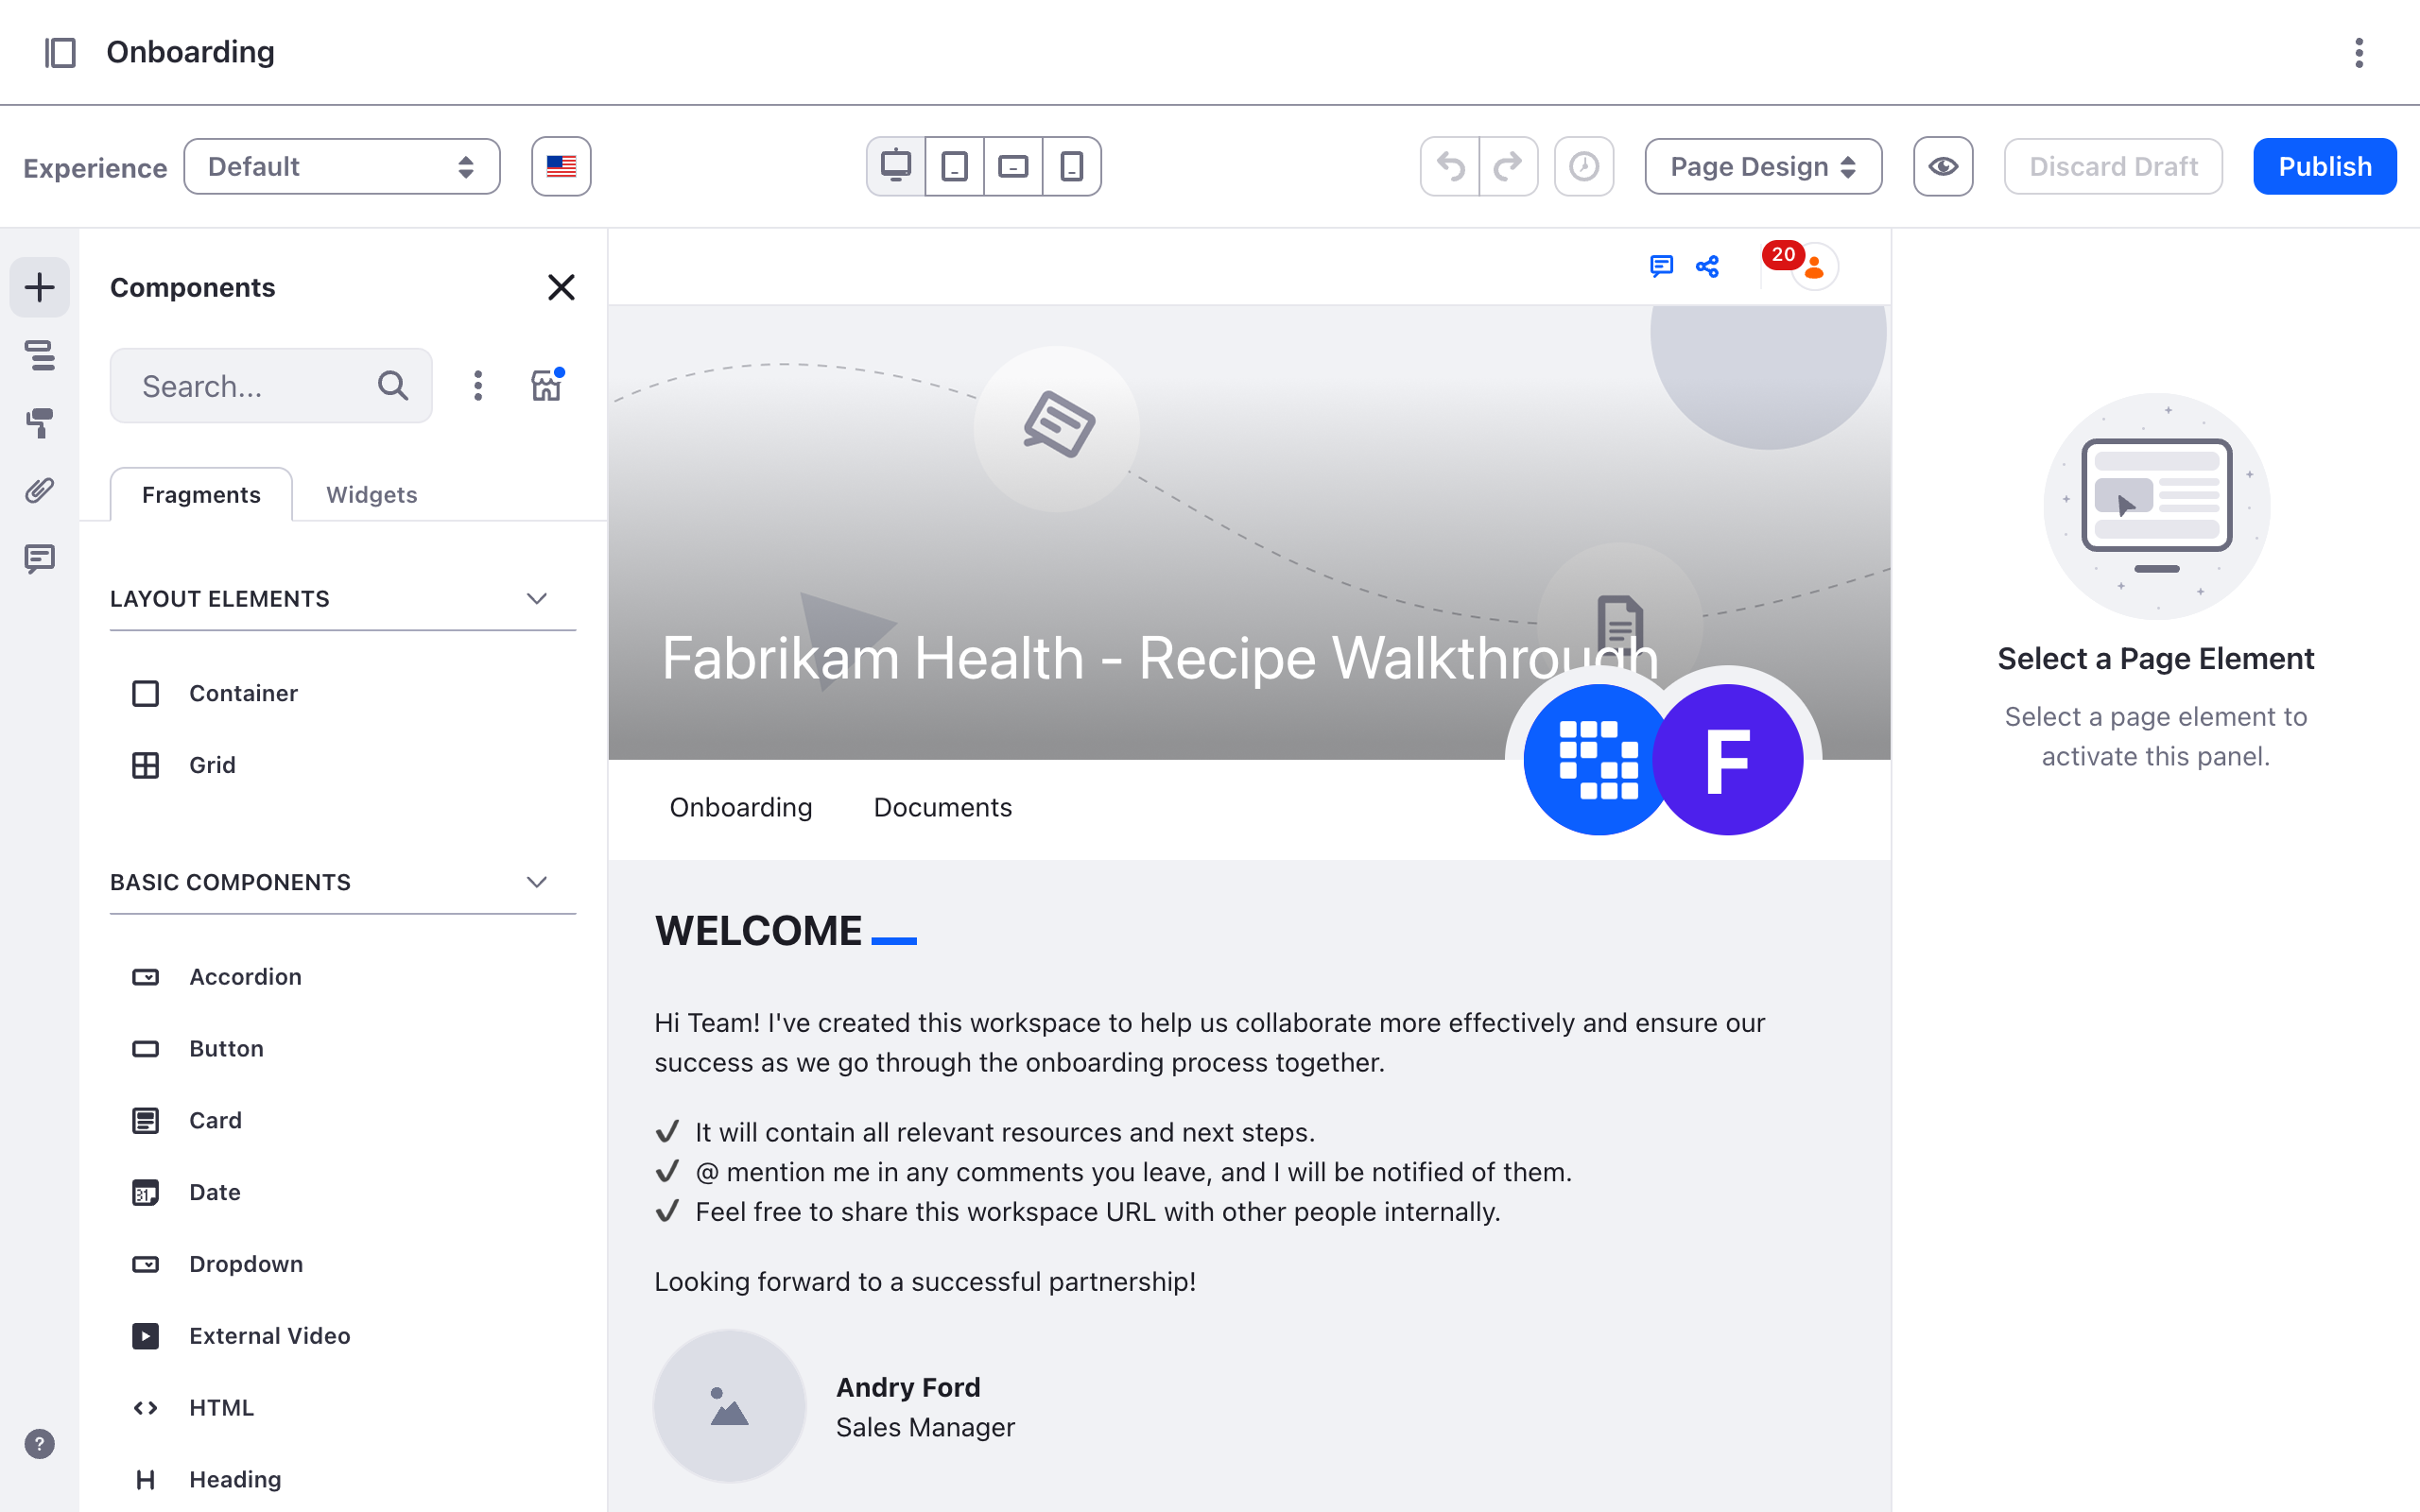 Onboarding
Experience
Default
Page Design
Discard Draft
Publish
Components
Search...
Fragments
Widgets
LAYOUT ELEMENTS
Container
Grid
BASIC COMPONENTS
Accordion
Button
Card
31
Date
Dropdown
External Video
HTML
H
Heading
?
20
Fabrikam Health - Recipe Walkthrough
F
Onboarding
Documents
WELCOME
Hi Team! I've created this workspace to help us collaborate more effectively and ensure our
success as we go through the onboarding process together.
✔ It will contain all relevant resources and next steps.
✔ @ mention me in any comments you leave, and I will be notified of them.
✔ Feel free to share this workspace URL with other people internally.
Looking forward to a successful partnership!
Andry Ford
Sales Manager
Select a Page Element
Select a page element to
activate this panel.